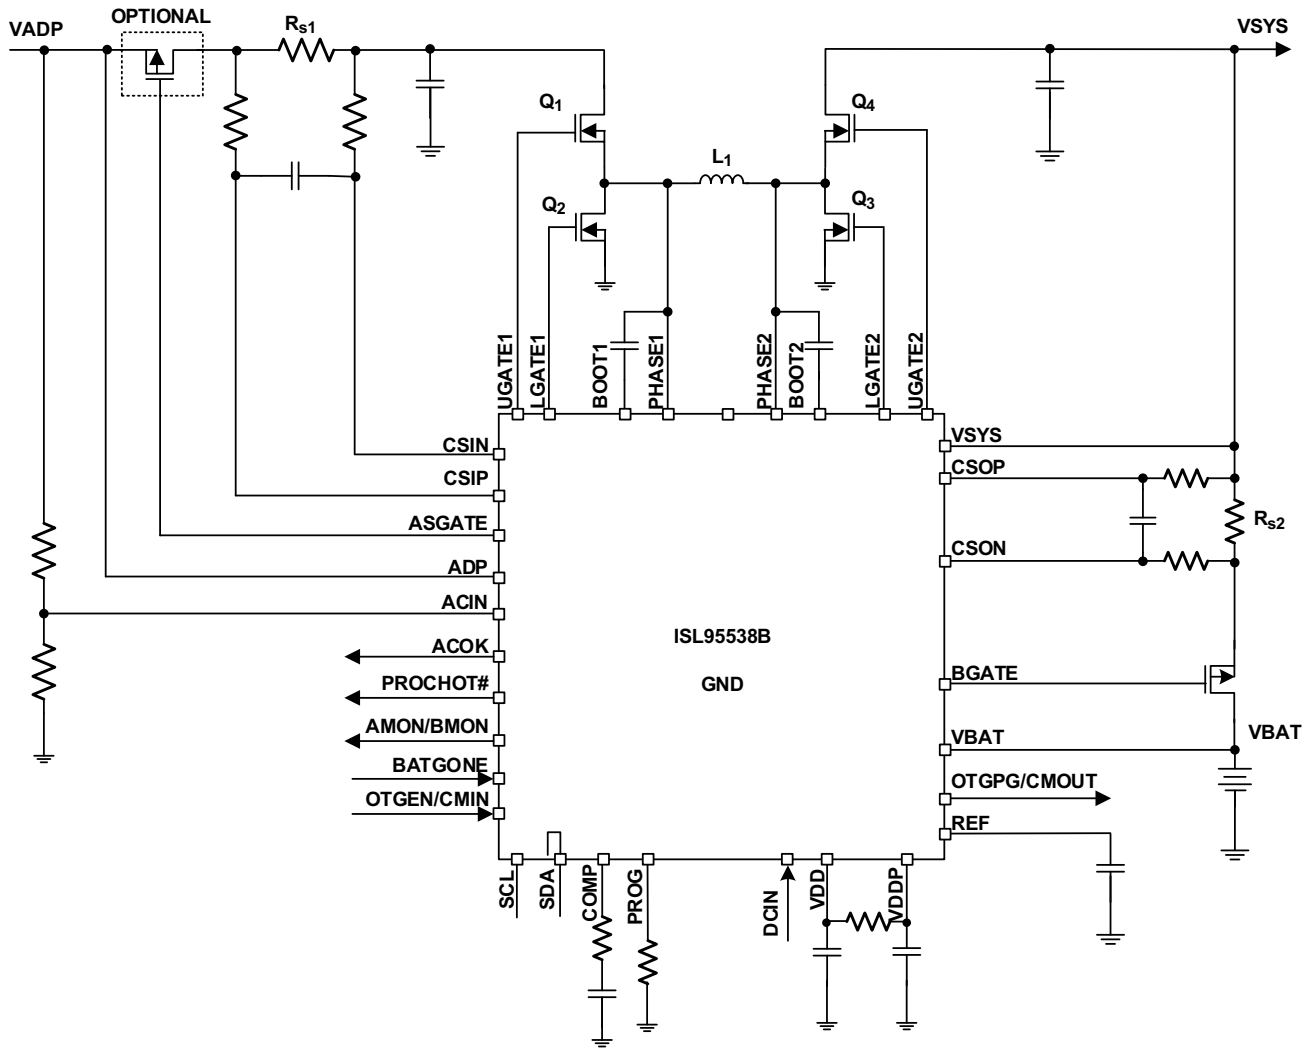 OPTIONAL
VADP
Rs1
VSYS
Q1
Q4
L1
Q2
Q3
UGATE1
LGATE1
BOOT1
PHASE1
PHASE2
BOOT2
LGATE2
UGATE2
CSIN
CSIP
ASGATE
ADP
ACIN
ACOK
PROCHOT#
AMON/BMON
BATGONE
OTGEN/CMIN
ISL95538B
GND
VSYS
CSOP
Rs2
CSON
BGATE
VBAT
VBAT
OTGPG/CMOUT
REF
SCL
SDA
COMP
PROG
DCIN
VDD
VDDP